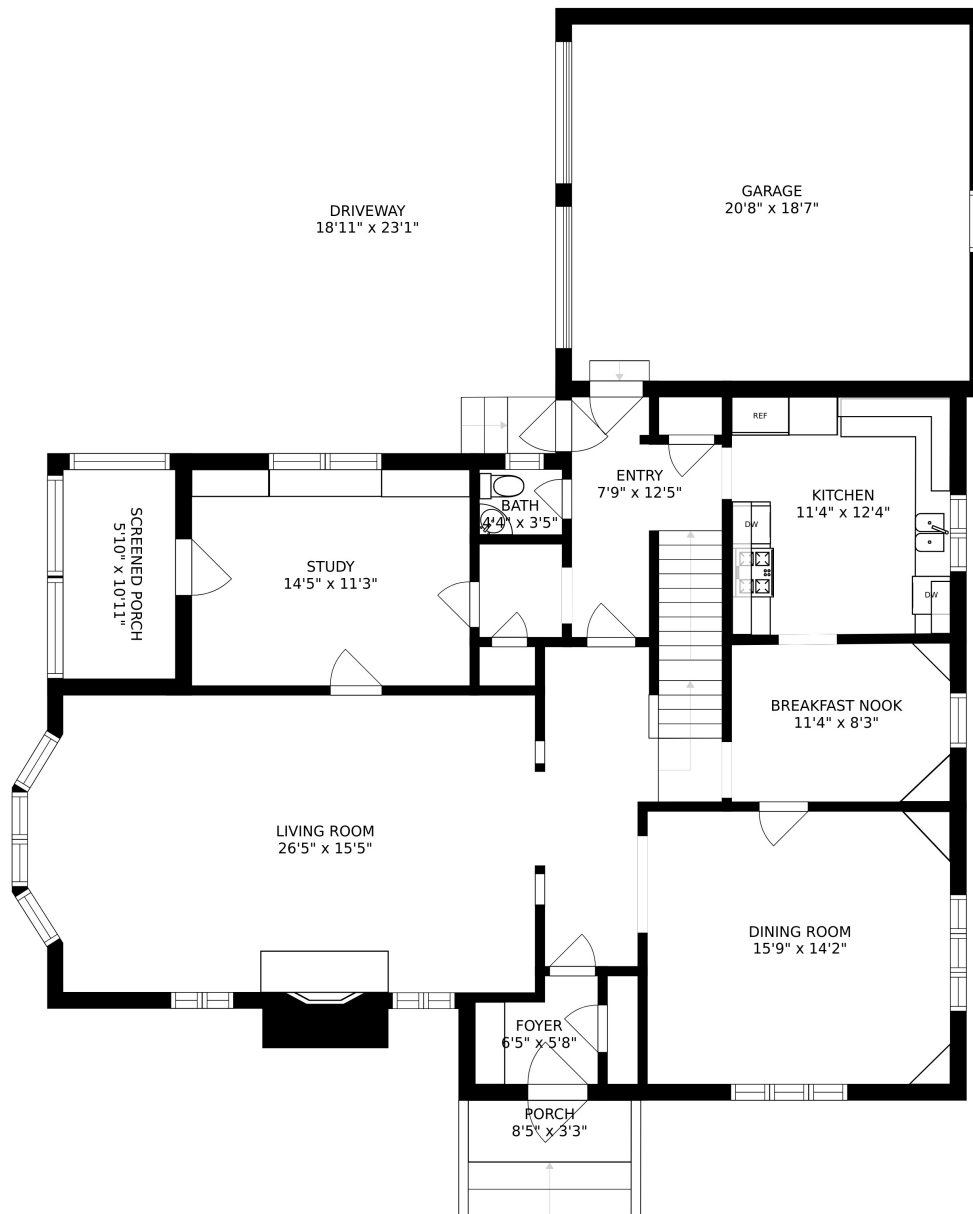 GARAGE
20'8" x 18'7"
DRIVEWAY
18'11" x 23'1"
REF
ENTRY
7'9" x 12'5"
KITCHEN
11'4" x 12'4"
BATH
4'4" x 3'5"
DW
SCREENED PORCH
5'10" x 10'11"
STUDY
14'5" x 11'3"
DW
BREAKFAST NOOK
11'4" x 8'3"
LIVING ROOM
26'5" x 15'5"
DINING ROOM
15'9" x 14'2"
FOYER
6'5" x 5'8"
PORCH
8'5" x 3'3"